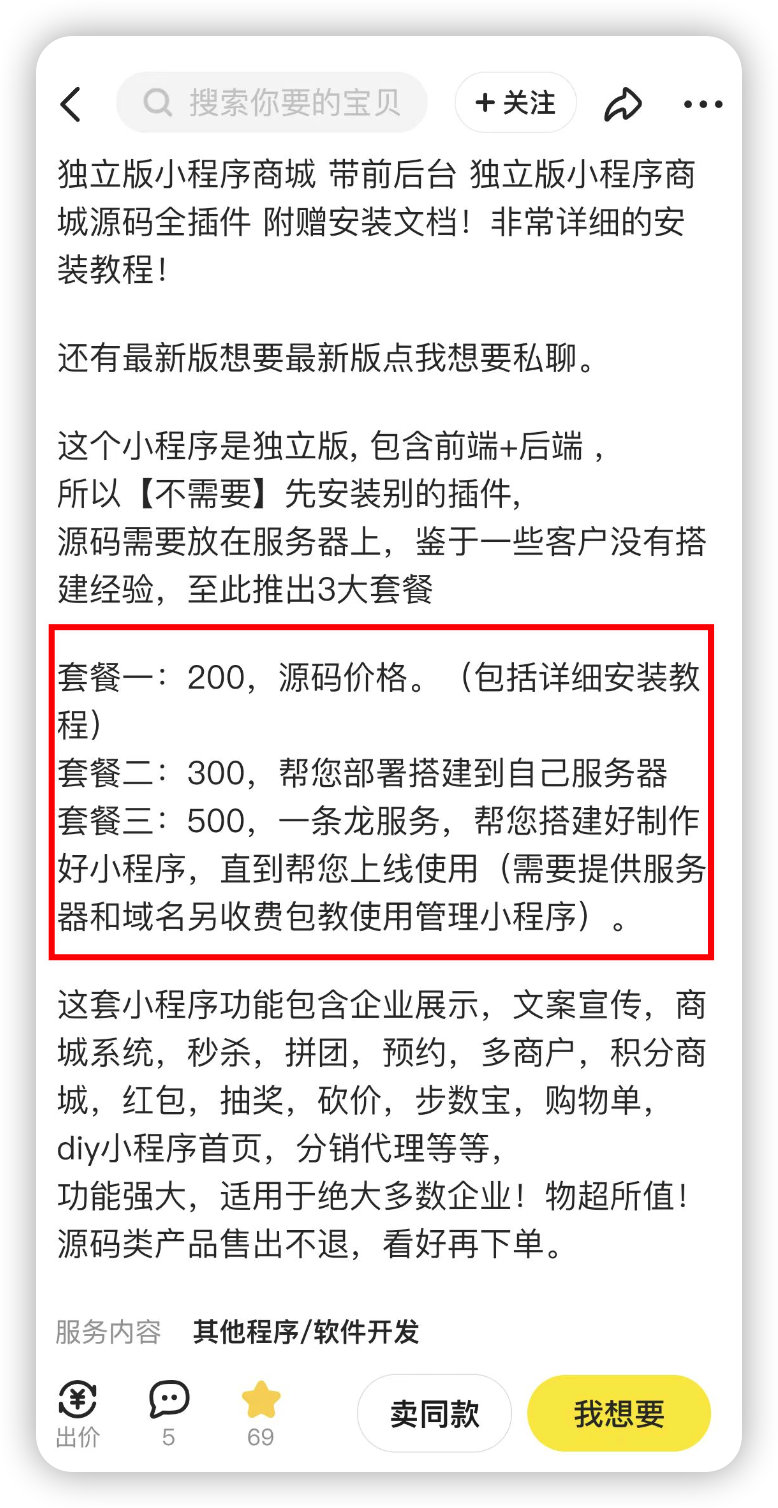 搜索你要的宝贝
+关注
独立版小程序商城 带前后台 独立版小程序商
城源码全插件 附赠安装文档！非常详细的安
装教程！
还有最新版想要最新版点我想要私聊。
这个小程序是独立版, 包含前端+后端 ，
所以【不需要】先安装别的插件,
源码需要放在服务器上，鉴于一些客户没有搭
建经验，至此推出3大套餐
套餐一：200，源码价格。（包括详细安装教
程）
套餐二：300，帮您部署搭建到自己服务器
套餐三：500，一条龙服务，帮您搭建好制作
好小程序，直到帮您上线使用（需要提供服务
器和域名另收费包教使用管理小程序）。
这套小程序功能包含企业展示，文案宣传，商
城系统，秒杀，拼团，预约，多商户，积分商
城，红包，抽奖，砍价，步数宝，购物单，
diy小程序首页，分销代理等等，
功能强大，适用于绝大多数企业！物超所值！
源码类产品售出不退，看好再下单。
服务内容 其他程序/软件开发
出价 5 69 卖同款 我想要